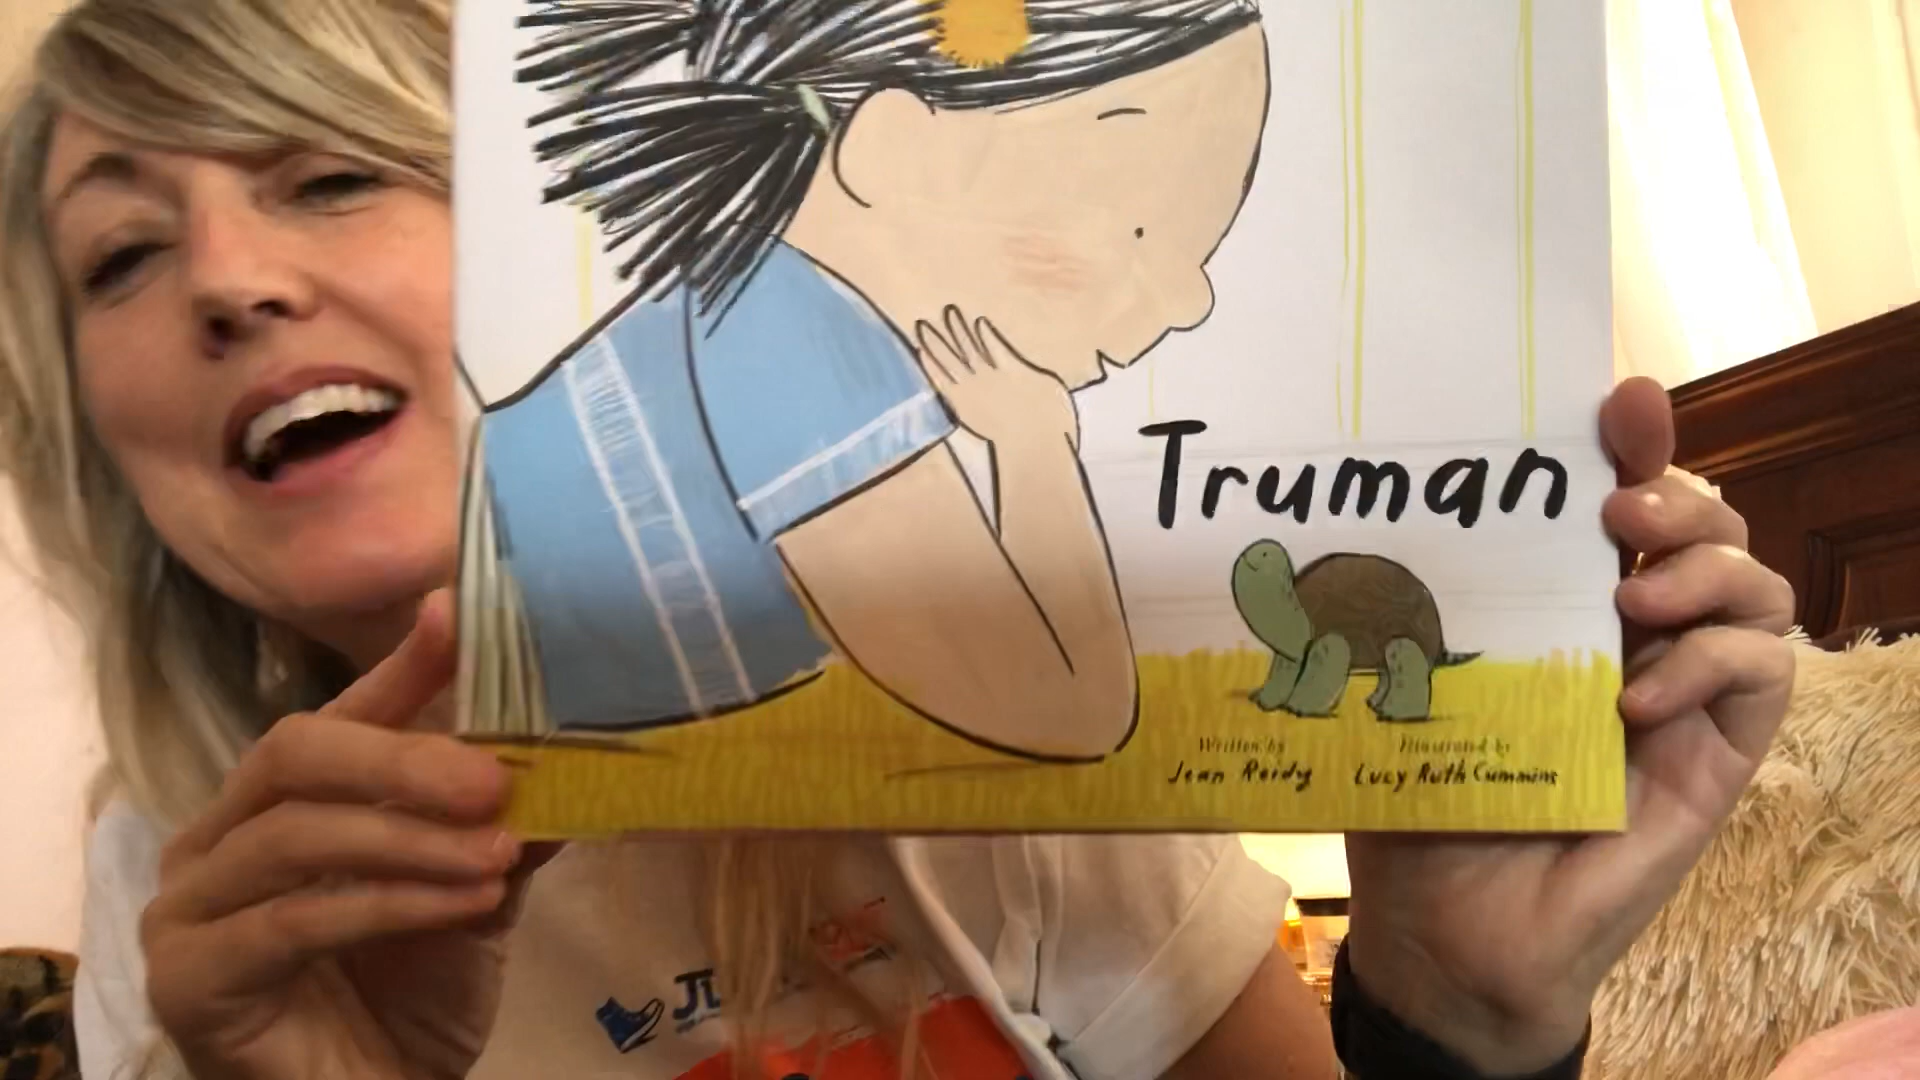 Truman
Written by
Jean Reidy
Illustrated by
Lucy Ruth Cummins